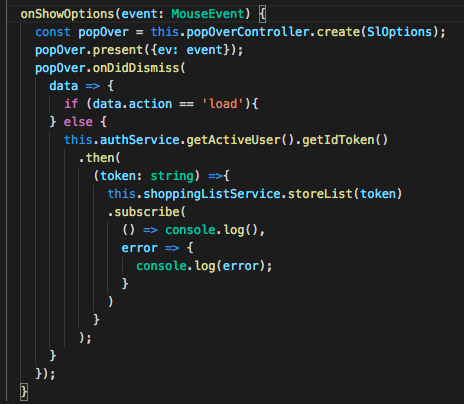 onShowOptions(event: MouseEvent) {
  const popOver = this.popOverController.create(SlOptions);
  popOver.present({ev: event});
  popOver.onDidDismiss(
    data => {
      if (data.action == 'load'){
    } else {
      this.authService.getActiveUser().getIdToken()
        .then(
          (token: string) =>{
            this.shoppingListService.storeList(token)
            .subscribe(
              () => console.log(),
              error => {
                console.log(error);
              }
            )
          }
        );
    }
  });
}